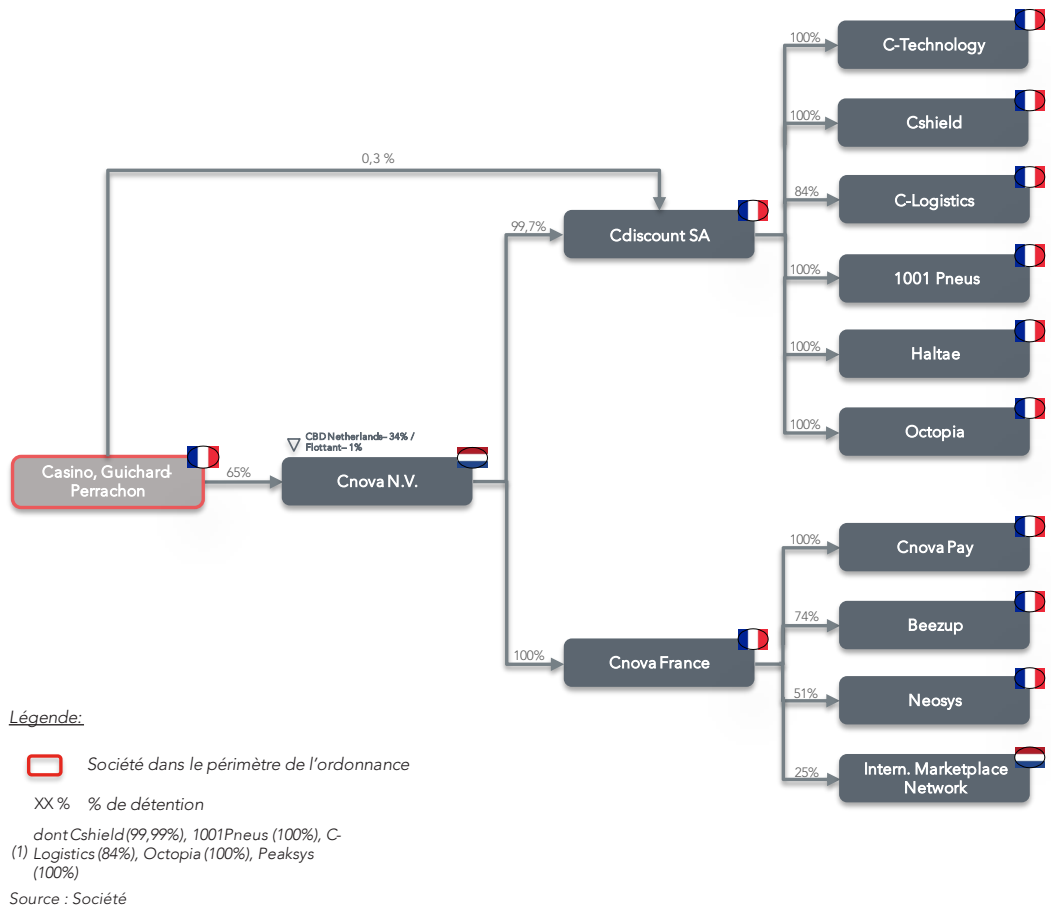 100%
C-Technology
100%
Cshield
0,3 %
84%
C-Logistics
99,7%
Cdiscount SA
100%
1001 Pneus
100%
Haltae
100%
Octopia
CBD Netherlands– 34% /
Flottant– 1%
Casino, Guichard-
Perrachon
65%
Cnova N.V.
100%
Cnova Pay
74%
Beezup
100%
Cnova France
51%
Neosys
25%
Intern. Marketplace
Network
Légende:
Société dans le périmètre de l’ordonnance
XX % % de détention
dont Cshield (99,99%), 1001Pneus (100%), C-
(1) Logistics (84%), Octopia (100%), Peaksys
(100%)
Source : Société